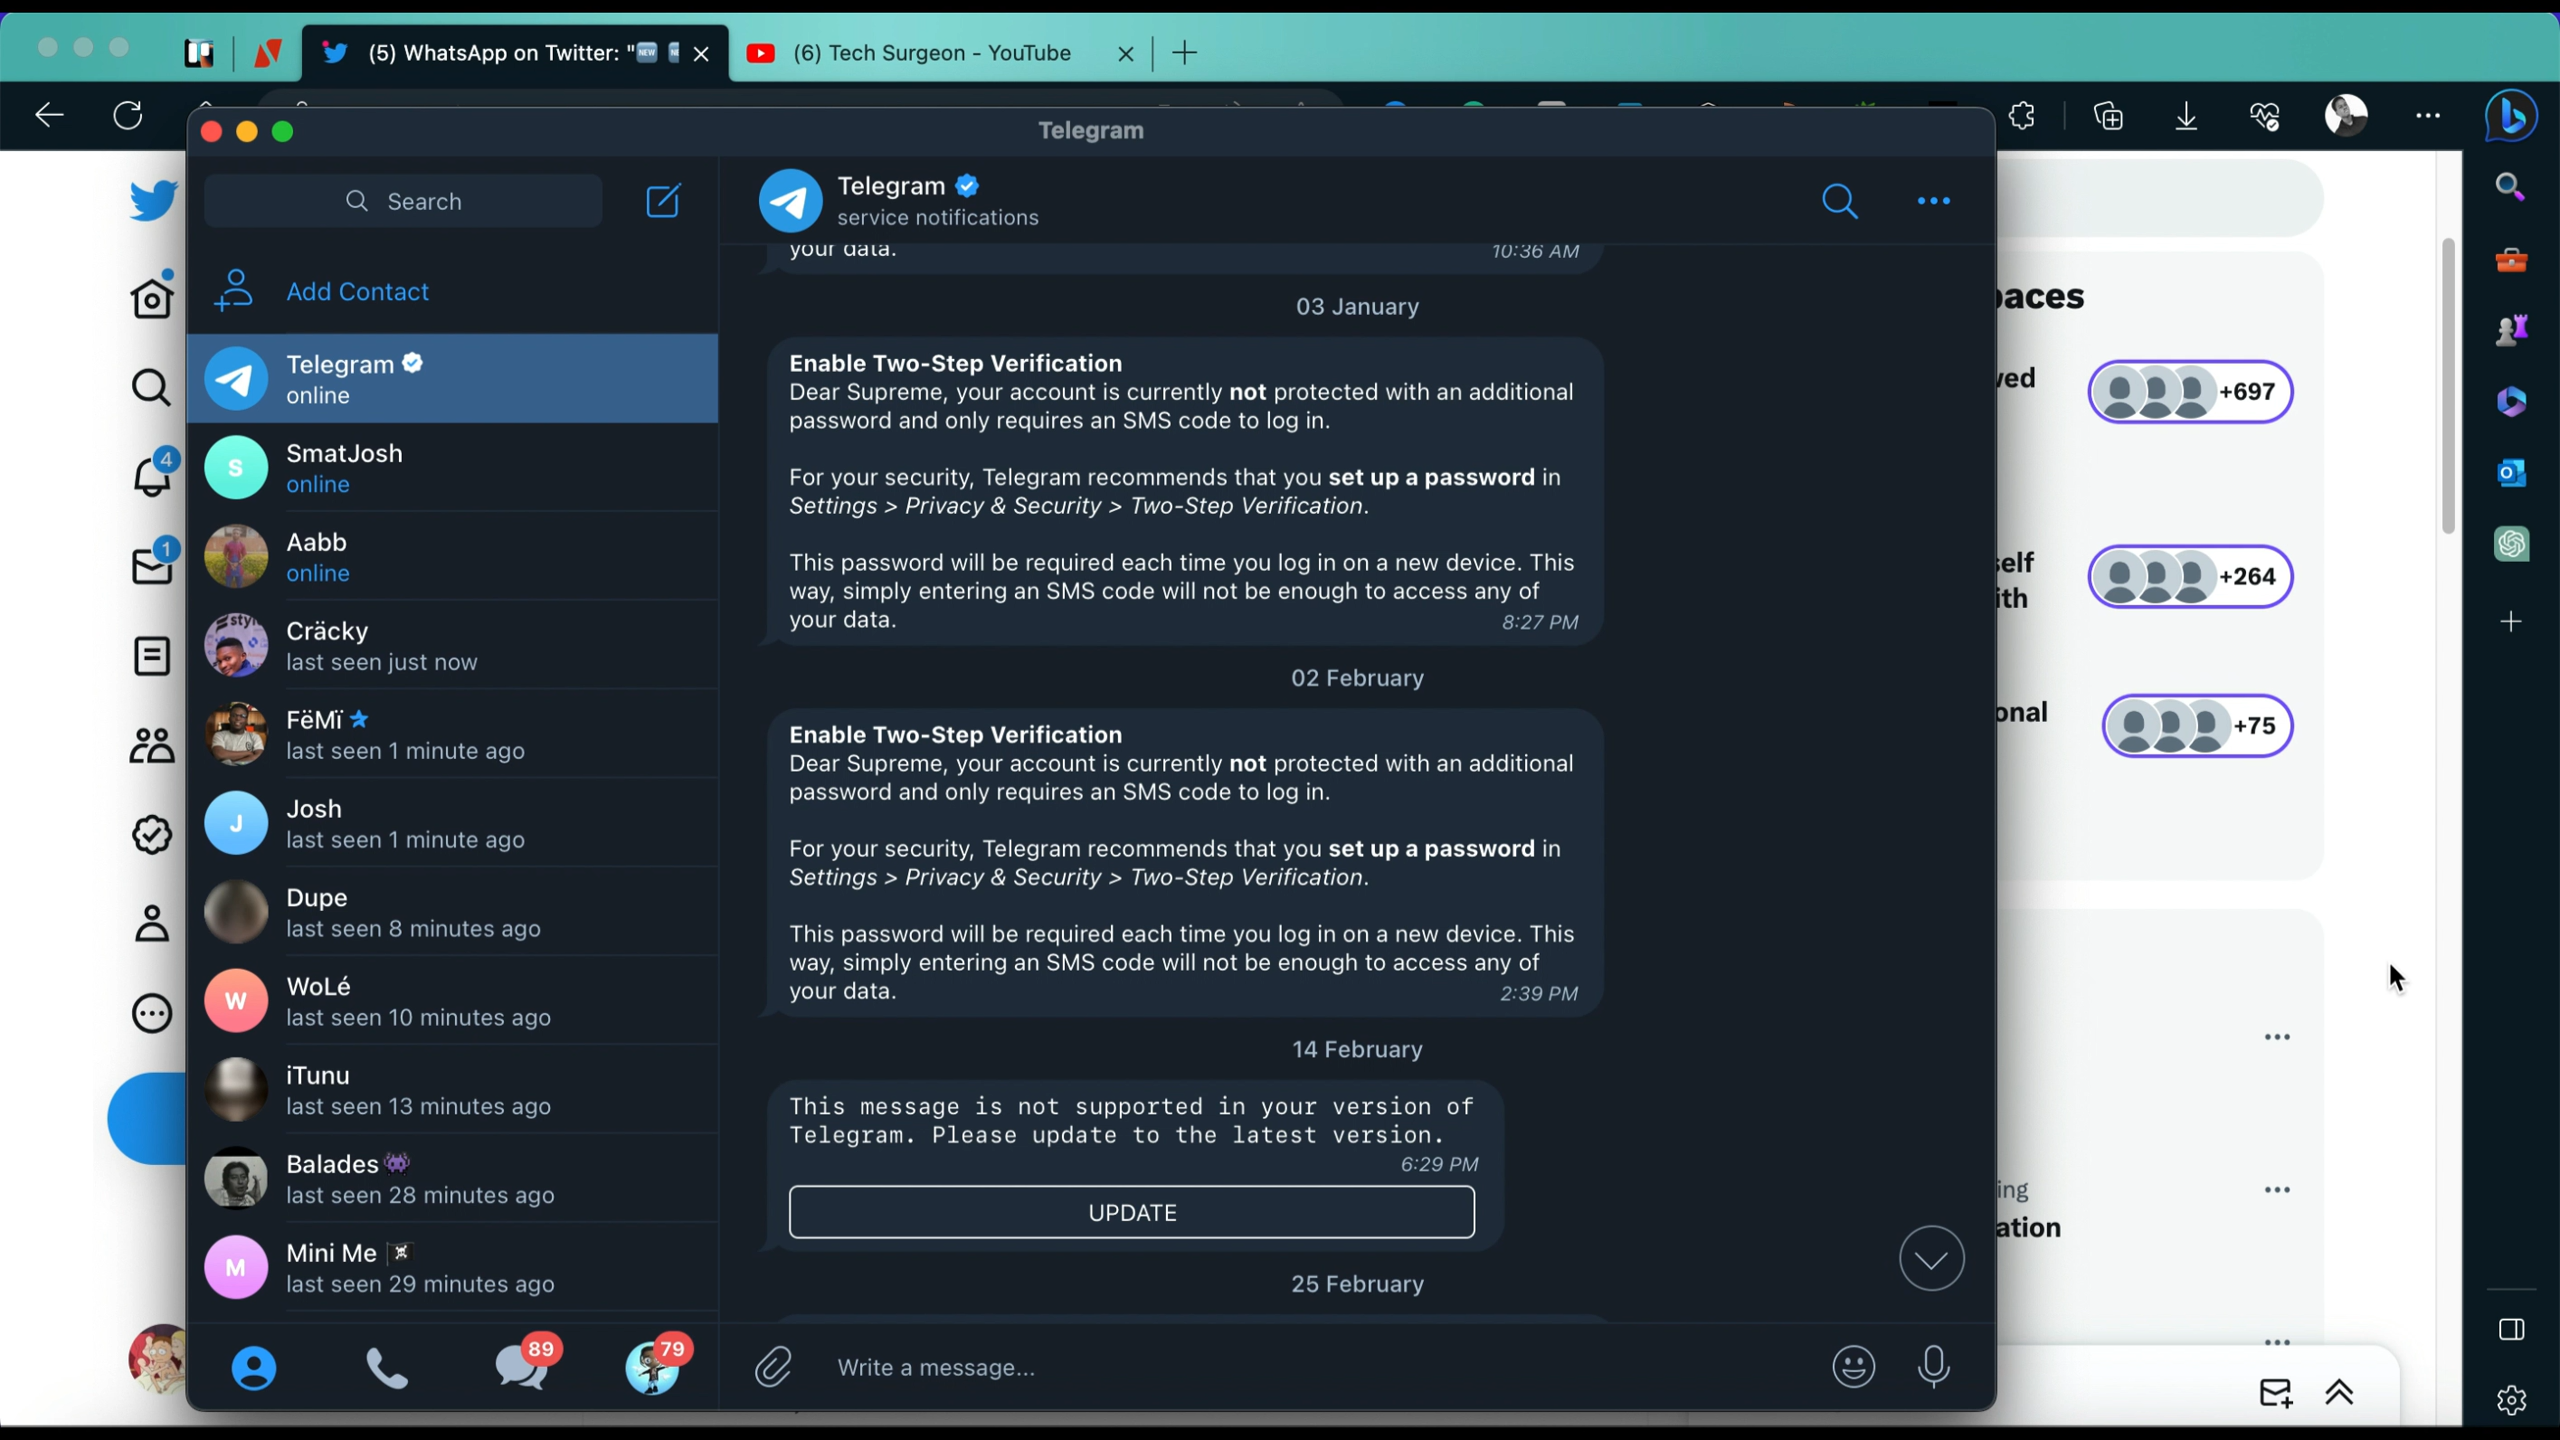 (5) WhatsApp on Twitter: "
(6) Tech Surgeon - YouTube
Telegram
Search
Add Contact
Telegram
online
SmatJosh
online
Aabb
online
Cräcky
last seen just now
FëMï
last seen 1 minute ago
Josh
last seen 1 minute ago
Dupe
last seen 8 minutes ago
WoLé
last seen 10 minutes ago
iTunu
last seen 13 minutes ago
Balades
last seen 28 minutes ago
Mini Me
last seen 29 minutes ago
89
79
Telegram
service notifications
your data.
10:36 AM
03 January
Enable Two-Step Verification
Dear Supreme, your account is currently not protected with an additional
password and only requires an SMS code to log in.
For your security, Telegram recommends that you set up a password in
Settings > Privacy & Security > Two-Step Verification.
This password will be required each time you log in on a new device. This
way, simply entering an SMS code will not be enough to access any of
your data.
8:27 PM
02 February
Enable Two-Step Verification
Dear Supreme, your account is currently not protected with an additional
password and only requires an SMS code to log in.
For your security, Telegram recommends that you set up a password in
Settings > Privacy & Security > Two-Step Verification.
This password will be required each time you log in on a new device. This
way, simply entering an SMS code will not be enough to access any of
your data.
2:39 PM
14 February
This message is not supported in your version of
Telegram. Please update to the latest version.
6:29 PM
UPDATE
25 February
Write a message...
4
1
paces
ved
+697
self
ith
+264
onal
+75
ing
ation